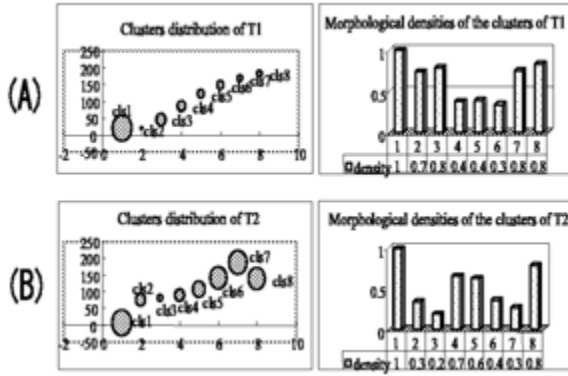 (A)
Clusters distribution of T1
250
200
150
100
50
0
-50
-2
0
2
4
6
8
10
cls1
cls2
cls3
cls4
cls5
cls6
cls7
cls8
Morphological densities of the clusters of T1
1
0.5
0
1 2 3 4 5 6 7 8
density 1 0.7 0.8 0.4 0.4 0.3 0.8 0.8
(B)
Clusters distribution of T2
250
200
150
100
50
0
-50
-2
0
2
4
6
8
10
cls1
cls2
cls3
cls4
cls5
cls6
cls7
cls8
Morphological densities of the clusters of T2
1
0.5
0
1 2 3 4 5 6 7 8
density 1 0.3 0.2 0.7 0.6 0.4 0.3 0.8